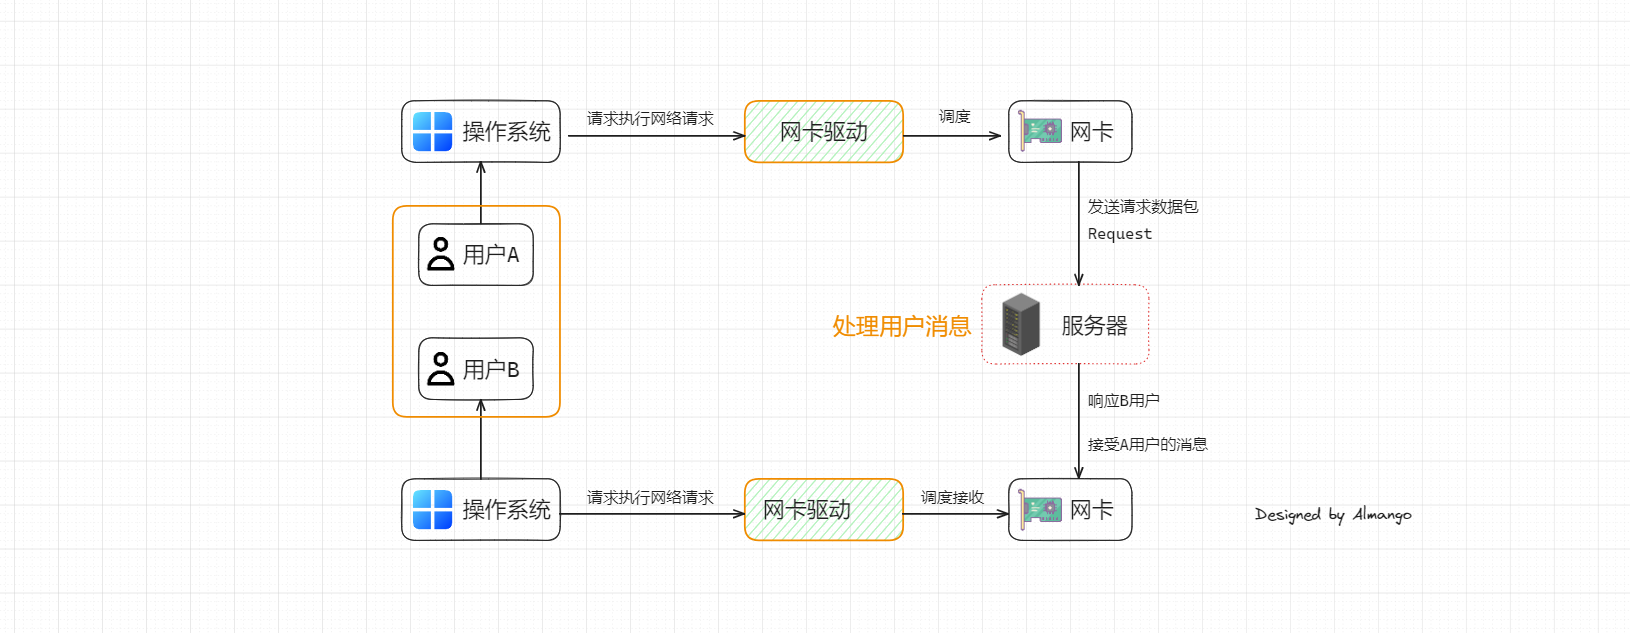 操作系统
请求执行网络请求
网卡驱动
调度
网卡
发送请求数据包
Request
用户A
处理用户消息
服务器
用户B
响应B用户
接受A用户的消息
操作系统
请求执行网络请求
网卡驱动
调度接收
网卡
Designed by Almango